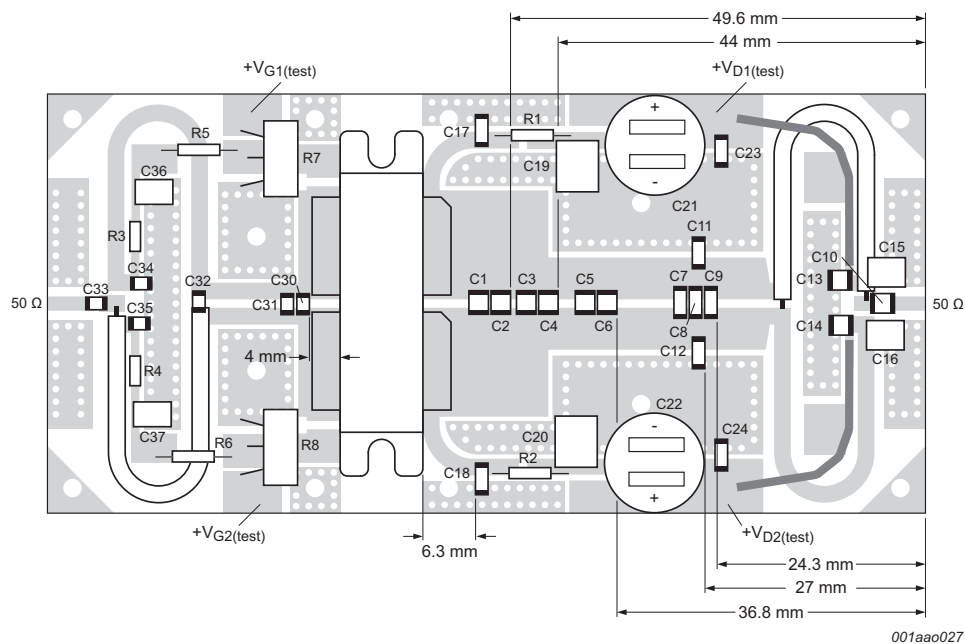 49.6 mm
44 mm
+VG1(test)
+VD1(test)
R5
R7
C17
R1
+
-
C23
C36
C19
C21
R3
C11
C34
C33
C32
C30
C31
C1
C3
C5
C7
C9
C10
C15
C13
50 Ω
50 Ω
C35
C2
C4
C6
C8
C14
4 mm
C12
C16
R4
C37
C22
C20
C24
R6
R8
C18
R2
-
+
+VG2(test)
+VD2(test)
6.3 mm
24.3 mm
27 mm
36.8 mm
001aao027